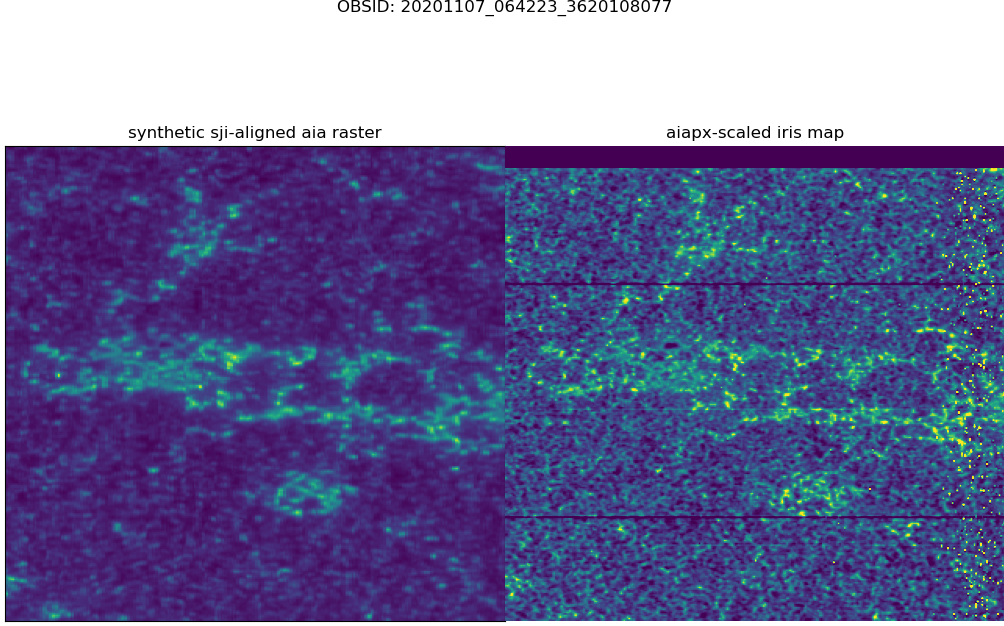 OBSID: 20201107_064223_3620108077
synthetic sji-aligned aia raster
aiapx-scaled iris map